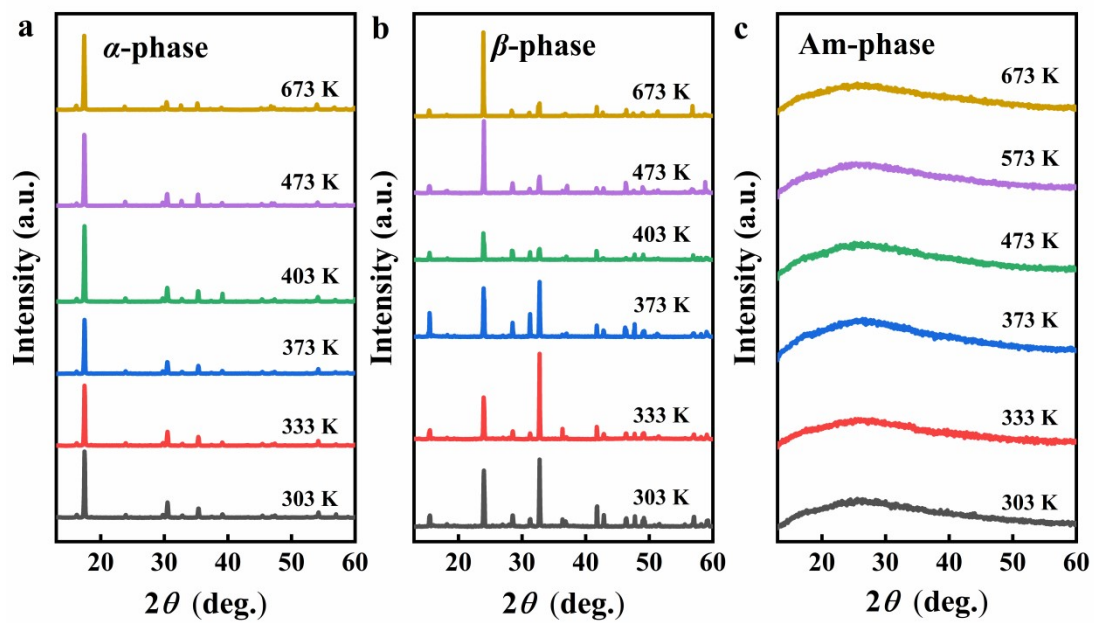 a
α-phase
673 K
473 K
403 K
373 K
333 K
303 K
Intensity (a.u.)
20 30 40 50 60
2θ (deg.)
b
β-phase
673 K
473 K
403 K
373 K
333 K
303 K
Intensity (a.u.)
20 30 40 50 60
2θ (deg.)
c
Am-phase
673 K
573 K
473 K
373 K
333 K
303 K
Intensity (a.u.)
20 30 40 50 60
2θ (deg.)